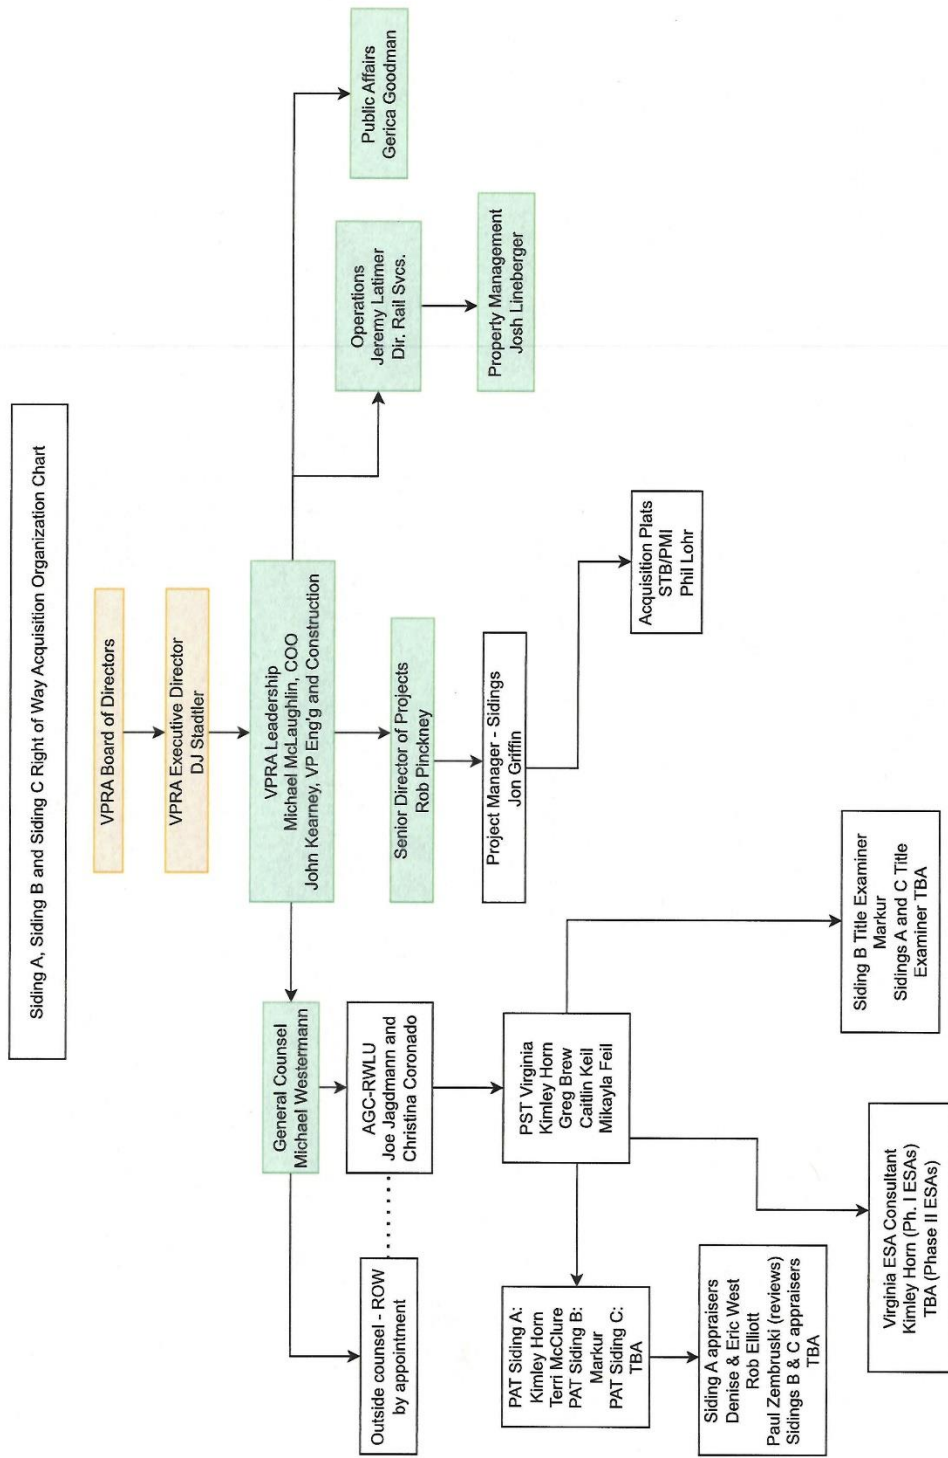 Siding A, Siding B and Siding C Right of Way Acquisition Organization Chart
VPRA Board of Directors
VPRA Executive Director
DJ Stadtler
VPRA Leadership
Michael McLaughlin, COO
John Kearney, VP Eng'g and Construction
General Counsel
Michael Westermann
Outside counsel - ROW
by appointment
AGC-RWLU
Joe Jagdmann and
Christina Coronado
Senior Director of Projects
Rob Pinckney
Operations
Jeremy Latimer
Dir. Rail Svcs.
Public Affairs
Gerica Goodman
Project Manager - Sidings
Jon Griffin
Property Management
Josh Lineberger
PAT Siding A:
Kimley Horn
Terri McClure
PAT Siding B:
Markur
PAT Siding C:
TBA
PST Virginia
Kimley Horn
Greg Brew
Caitlin Keil
Mikayla Feil
Acquisition Plats
STB/PMI
Phil Lohr
Siding A appraisers
Denise & Eric West
Rob Elliott
Paul Zembruski (reviews)
Sidings B & C appraisers
TBA
Virginia ESA Consultant
Kimley Horn (Ph. I ESAs)
TBA (Phase II ESAs)
Siding B Title Examiner
Markur
Sidings A and C Title
Examiner TBA